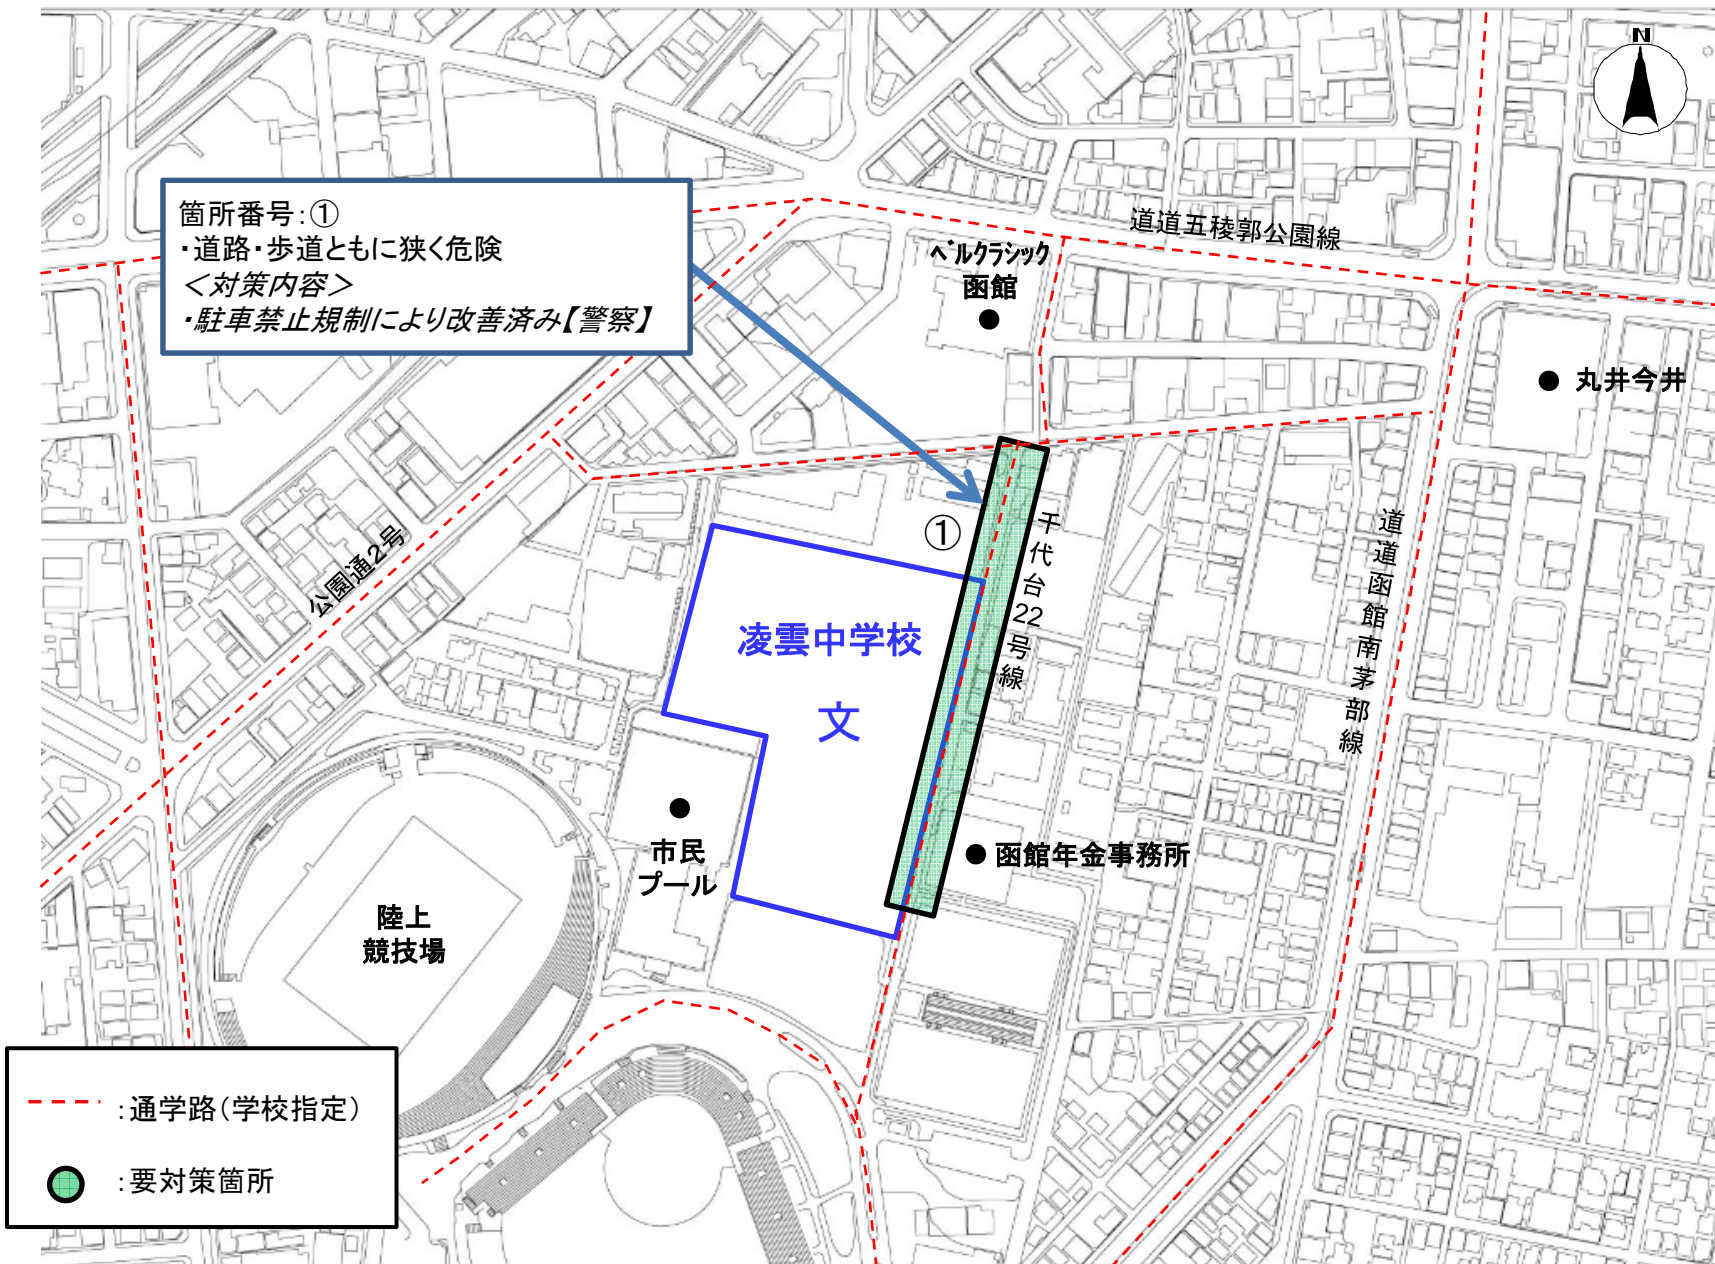 N
箇所番号:①
・道路・歩道ともに狭く危険
＜対策内容＞
・駐車禁止規制により改善済み【警察】
道道五稜郭公園線
ベルクラシック
函館
丸井今井
①
千代台22号線
道道函館南茅部線
公園通2号
凌雲中学校
文
市民
プール
函館年金事務所
陸上
競技場
:通学路(学校指定)
:要対策箇所